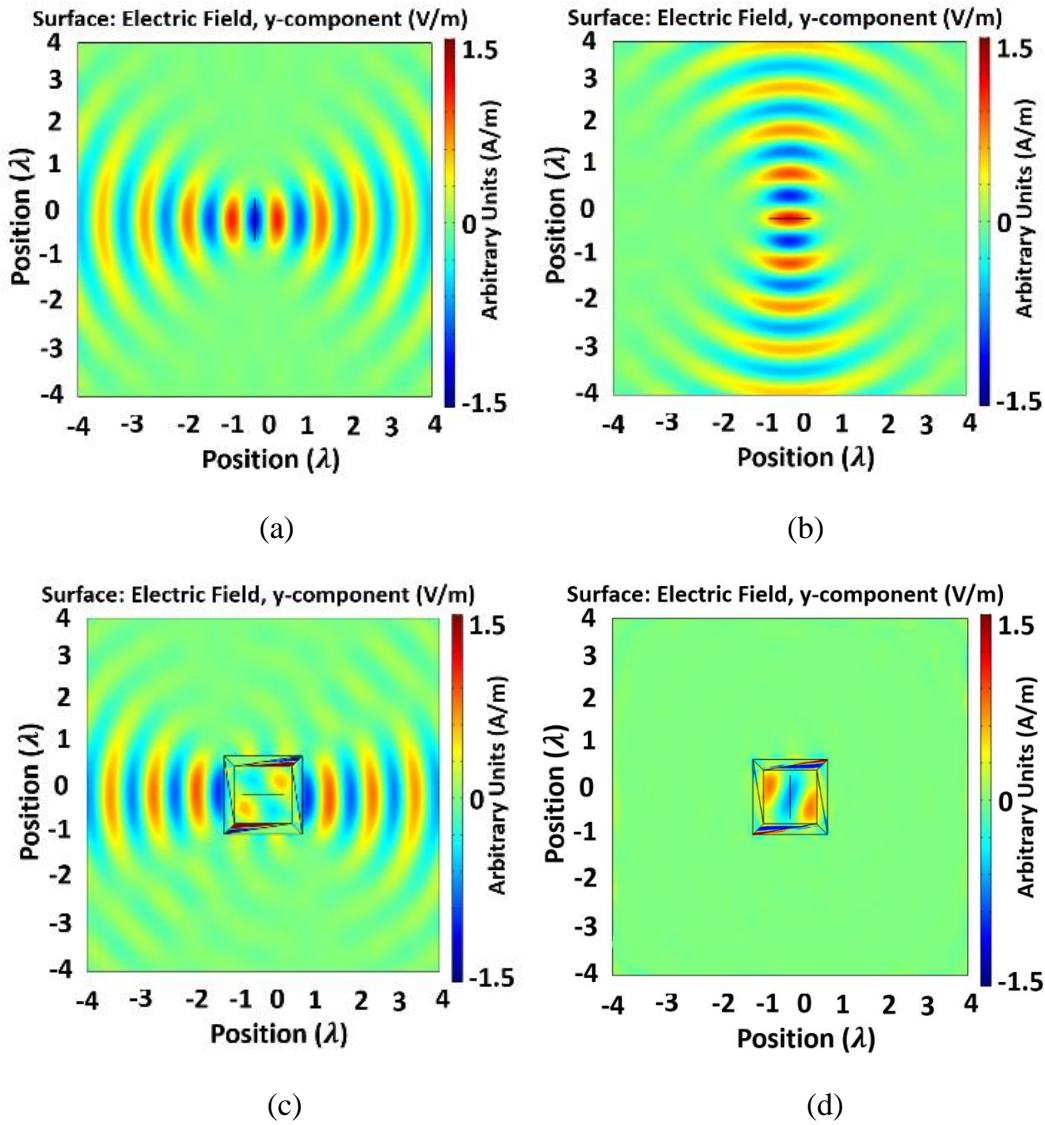 Surface: Electric Field, y-component (V/m)
4
3
2
1
0
-1
-2
-3
-4
-4 -3 -2 -1 0 1 2 3 4
Position (λ)
Position (λ)
1.5
0
-1.5
Arbitrary Units (A/m)
(a)
Surface: Electric Field, y-component (V/m)
4
3
2
1
0
-1
-2
-3
-4
-4 -3 -2 -1 0 1 2 3 4
Position (λ)
Position (λ)
1.5
0
-1.5
Arbitrary Units (A/m)
(b)
Surface: Electric Field, y-component (V/m)
4
3
2
1
0
-1
-2
-3
-4
-4 -3 -2 -1 0 1 2 3 4
Position (λ)
Position (λ)
1.5
0
-1.5
Arbitrary Units (A/m)
(c)
Surface: Electric Field, y-component (V/m)
4
3
2
1
0
-1
-2
-3
-4
-4 -3 -2 -1 0 1 2 3 4
Position (λ)
Position (λ)
1.5
0
-1.5
Arbitrary Units (A/m)
(d)